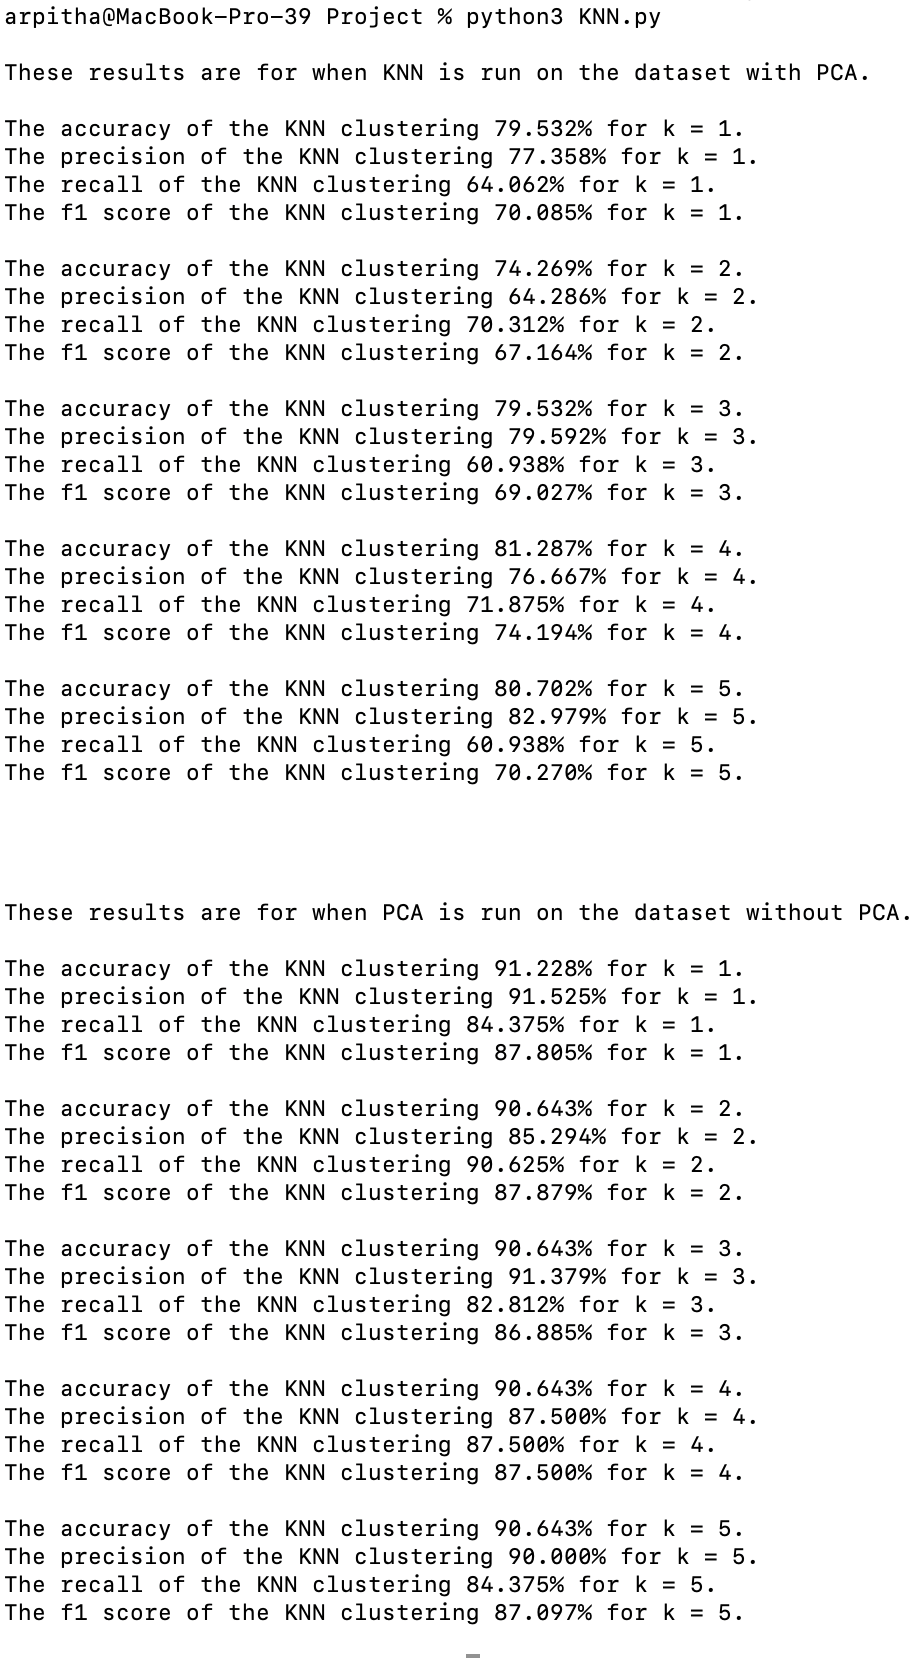 arpitha@MacBook-Pro-39 Project % python3 KNN.py
These results are for when KNN is run on the dataset with PCA.
The accuracy of the KNN clustering 79.532% for k = 1.
The precision of the KNN clustering 77.358% for k = 1.
The recall of the KNN clustering 64.062% for k = 1.
The f1 score of the KNN clustering 70.085% for k = 1.
The accuracy of the KNN clustering 74.269% for k = 2.
The precision of the KNN clustering 64.286% for k = 2.
The recall of the KNN clustering 70.312% for k = 2.
The f1 score of the KNN clustering 67.164% for k = 2.
The accuracy of the KNN clustering 79.532% for k = 3.
The precision of the KNN clustering 79.592% for k = 3.
The recall of the KNN clustering 60.938% for k = 3.
The f1 score of the KNN clustering 69.027% for k = 3.
The accuracy of the KNN clustering 81.287% for k = 4.
The precision of the KNN clustering 76.667% for k = 4.
The recall of the KNN clustering 71.875% for k = 4.
The f1 score of the KNN clustering 74.194% for k = 4.
The accuracy of the KNN clustering 80.702% for k = 5.
The precision of the KNN clustering 82.979% for k = 5.
The recall of the KNN clustering 60.938% for k = 5.
The f1 score of the KNN clustering 70.270% for k = 5.
These results are for when PCA is run on the dataset without PCA.
The accuracy of the KNN clustering 91.228% for k = 1.
The precision of the KNN clustering 91.525% for k = 1.
The recall of the KNN clustering 84.375% for k = 1.
The f1 score of the KNN clustering 87.805% for k = 1.
The accuracy of the KNN clustering 90.643% for k = 2.
The precision of the KNN clustering 85.294% for k = 2.
The recall of the KNN clustering 90.625% for k = 2.
The f1 score of the KNN clustering 87.879% for k = 2.
The accuracy of the KNN clustering 90.643% for k = 3.
The precision of the KNN clustering 91.379% for k = 3.
The recall of the KNN clustering 82.812% for k = 3.
The f1 score of the KNN clustering 86.885% for k = 3.
The accuracy of the KNN clustering 90.643% for k = 4.
The precision of the KNN clustering 87.500% for k = 4.
The recall of the KNN clustering 87.500% for k = 4.
The f1 score of the KNN clustering 87.500% for k = 4.
The accuracy of the KNN clustering 90.643% for k = 5.
The precision of the KNN clustering 90.000% for k = 5.
The recall of the KNN clustering 84.375% for k = 5.
The f1 score of the KNN clustering 87.097% for k = 5.